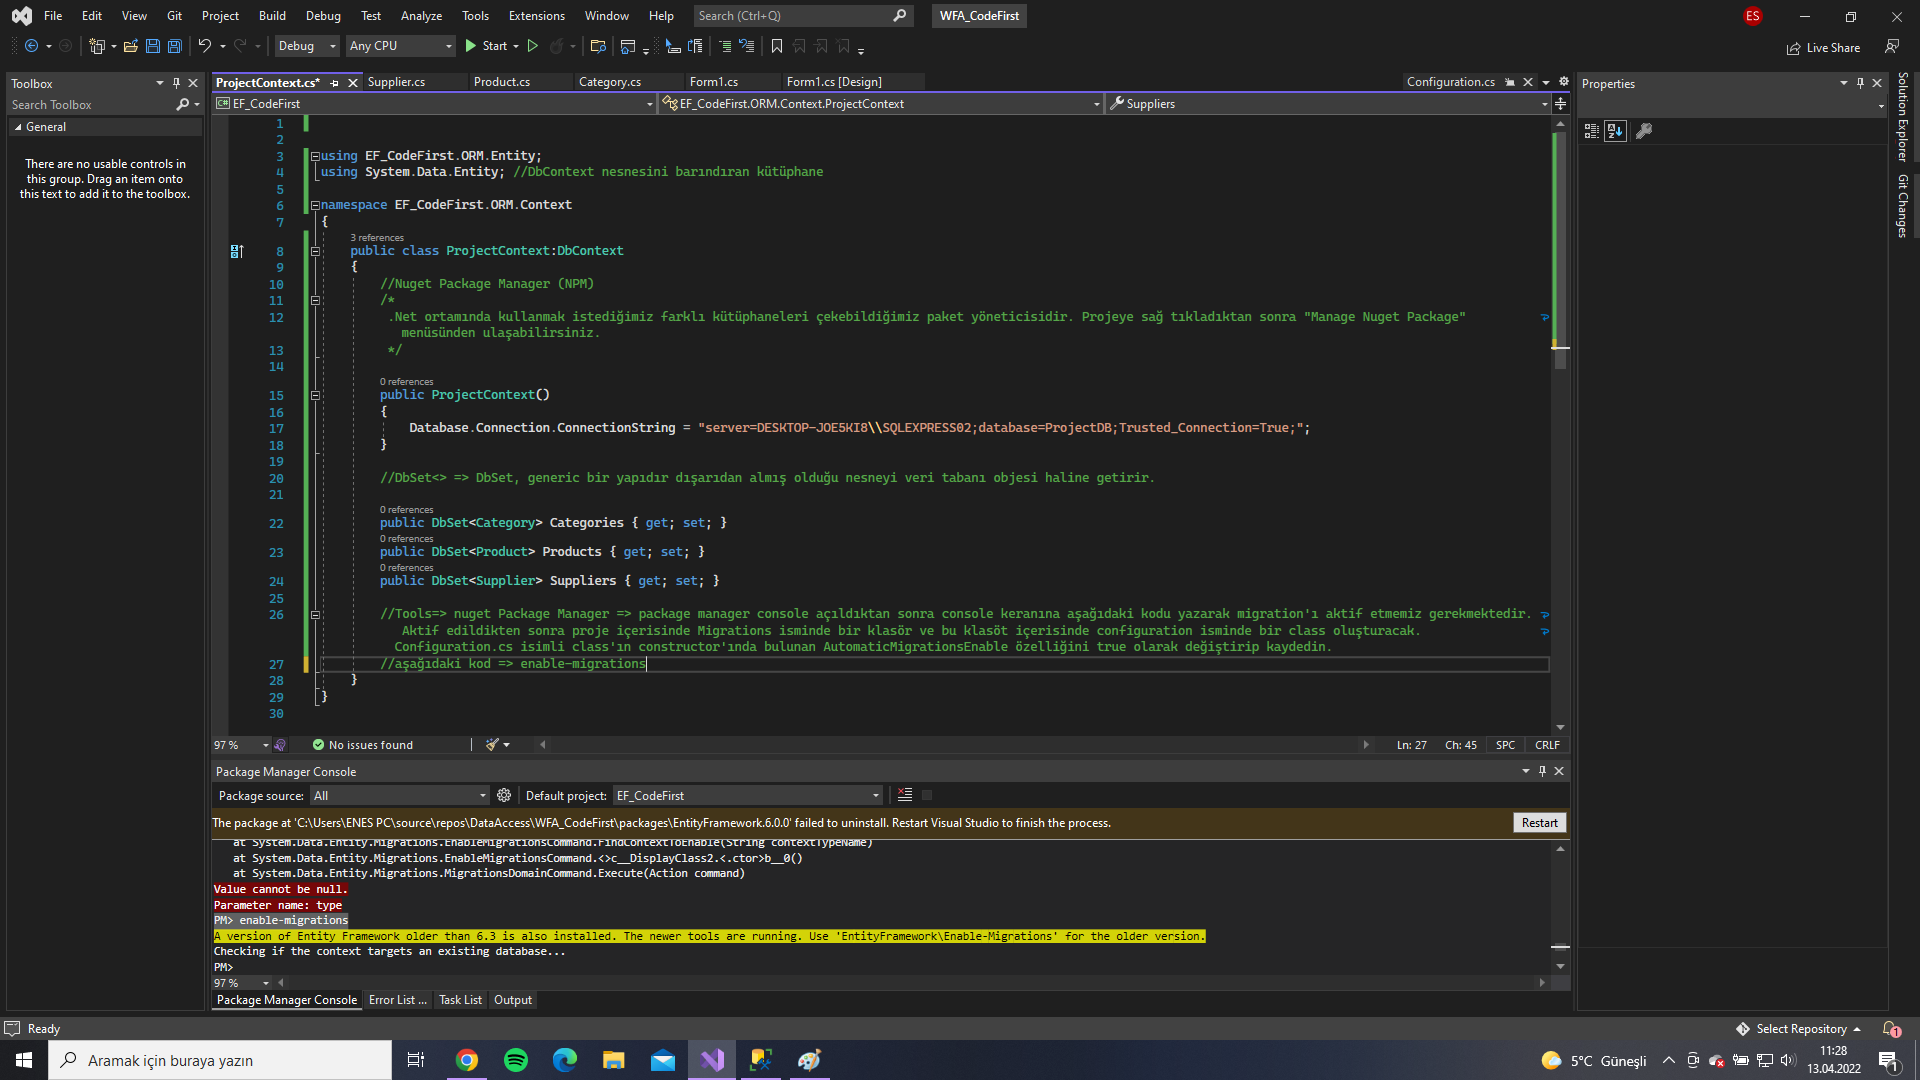 File Edit View Git Project Build Debug Test Analyze Tools Extensions Window Help Search (Ctrl+Q) WFA_CodeFirst ES
Debug Any CPU Start Live Share
Toolbox
Search Toolbox
General
There are no usable controls in
this group. Drag an item onto
this text to add it to the toolbox.
ProjectContext.cs* Supplier.cs Product.cs Category.cs Form1.cs Form1.cs [Design] Configuration.cs
EF_CodeFirst EF_CodeFirst.ORM.Context.ProjectContext Suppliers
1
2
3 using EF_CodeFirst.ORM.Entity;
4 using System.Data.Entity; //DbContext nesnesini barındıran kütüphane
5
6 namespace EF_CodeFirst.ORM.Context
7 {
3 references
8 public class ProjectContext:DbContext
9 {
10 //Nuget Package Manager (NPM)
11 /*
12 .Net ortamında kullanmak istediğimiz farklı kütüphaneleri çekebildiğimiz paket yöneticisidir. Projeye sağ tıkladıktan sonra "Manage Nuget Package"
menüsünden ulaşabilirsiniz.
13 */
14
0 references
15 public ProjectContext()
16 {
17 Database.Connection.ConnectionString = "server=DESKTOP-JOE5KI8\\SQLEXPRESS02;database=ProjectDB;Trusted_Connection=True;";
18 }
19
20 //DbSet<> => DbSet, generic bir yapıdır dışarıdan almış olduğu nesneyi veri tabanı objesi haline getirir.
21
0 references
22 public DbSet<Category> Categories { get; set; }
0 references
23 public DbSet<Product> Products { get; set; }
0 references
24 public DbSet<Supplier> Suppliers { get; set; }
25
26 //Tools=> nuget Package Manager => package manager console açıldıktan sonra console keranına aşağıdaki kodu yazarak migration'ı aktif etmemiz gerekmektedir.
Aktif edildikten sonra proje içerisinde Migrations isminde bir klasör ve bu klasöt içerisinde configuration isminde bir class oluşturacak.
Configuration.cs isimli class'ın constructor'ında bulunan AutomaticMigrationsEnable özelliğini true olarak değiştirip kaydedin.
27 //aşağıdaki kod => enable-migrations
28 }
29 }
30
97 % No issues found Ln: 27 Ch: 45 SPC CRLF
Package Manager Console
Package source: All Default project: EF_CodeFirst
The package at 'C:\Users\ENES PC\source\repos\DataAccess\WFA_CodeFirst\packages\EntityFramework.6.0.0' failed to uninstall. Restart Visual Studio to finish the process. Restart
at System.Data.Entity.Migrations.EnableMigrationsCommand.FindContextToEnable(String contextTypeName)
at System.Data.Entity.Migrations.EnableMigrationsCommand.<>c__DisplayClass2.<.ctor>b__0()
at System.Data.Entity.Migrations.MigrationsDomainCommand.Execute(Action command)
Value cannot be null.
Parameter name: type
PM> enable-migrations
A version of Entity Framework older than 6.3 is also installed. The newer tools are running. Use 'EntityFramework\Enable-Migrations' for the older version.
Checking if the context targets an existing database...
PM>
97 %
Package Manager Console Error List ... Task List Output
Properties
Solution Explorer
Git Changes
Ready Select Repository 1
Aramak için buraya yazın 5°C Güneşli 11:28
13.04.2022 1